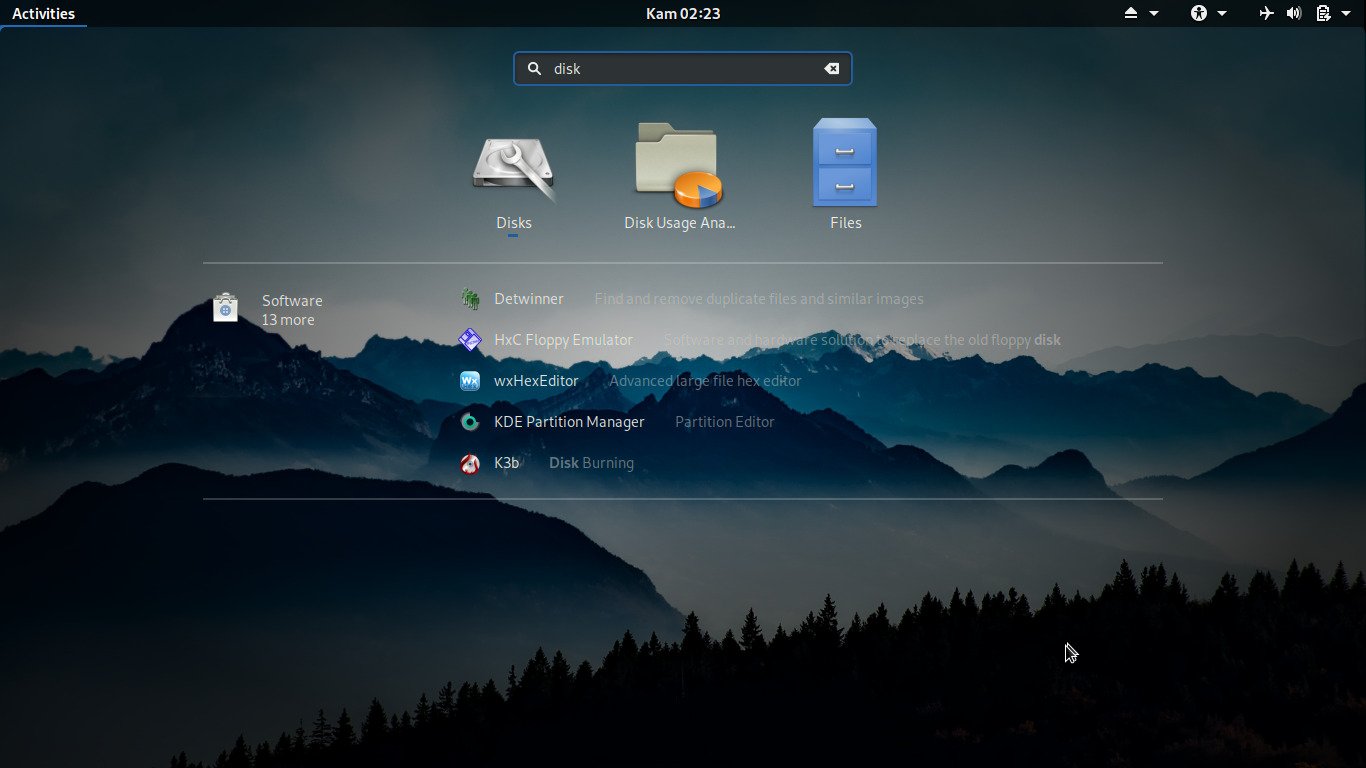 Activities
Kam 02:23
disk
Disks
Disk Usage Ana...
Files
Software
13 more
Detwinner Find and remove duplicate files and similar images
HxC Floppy Emulator Software and hardware solution to replace the old floppy disk
wxHexEditor Advanced large file hex editor
KDE Partition Manager Partition Editor
K3b Disk Burning